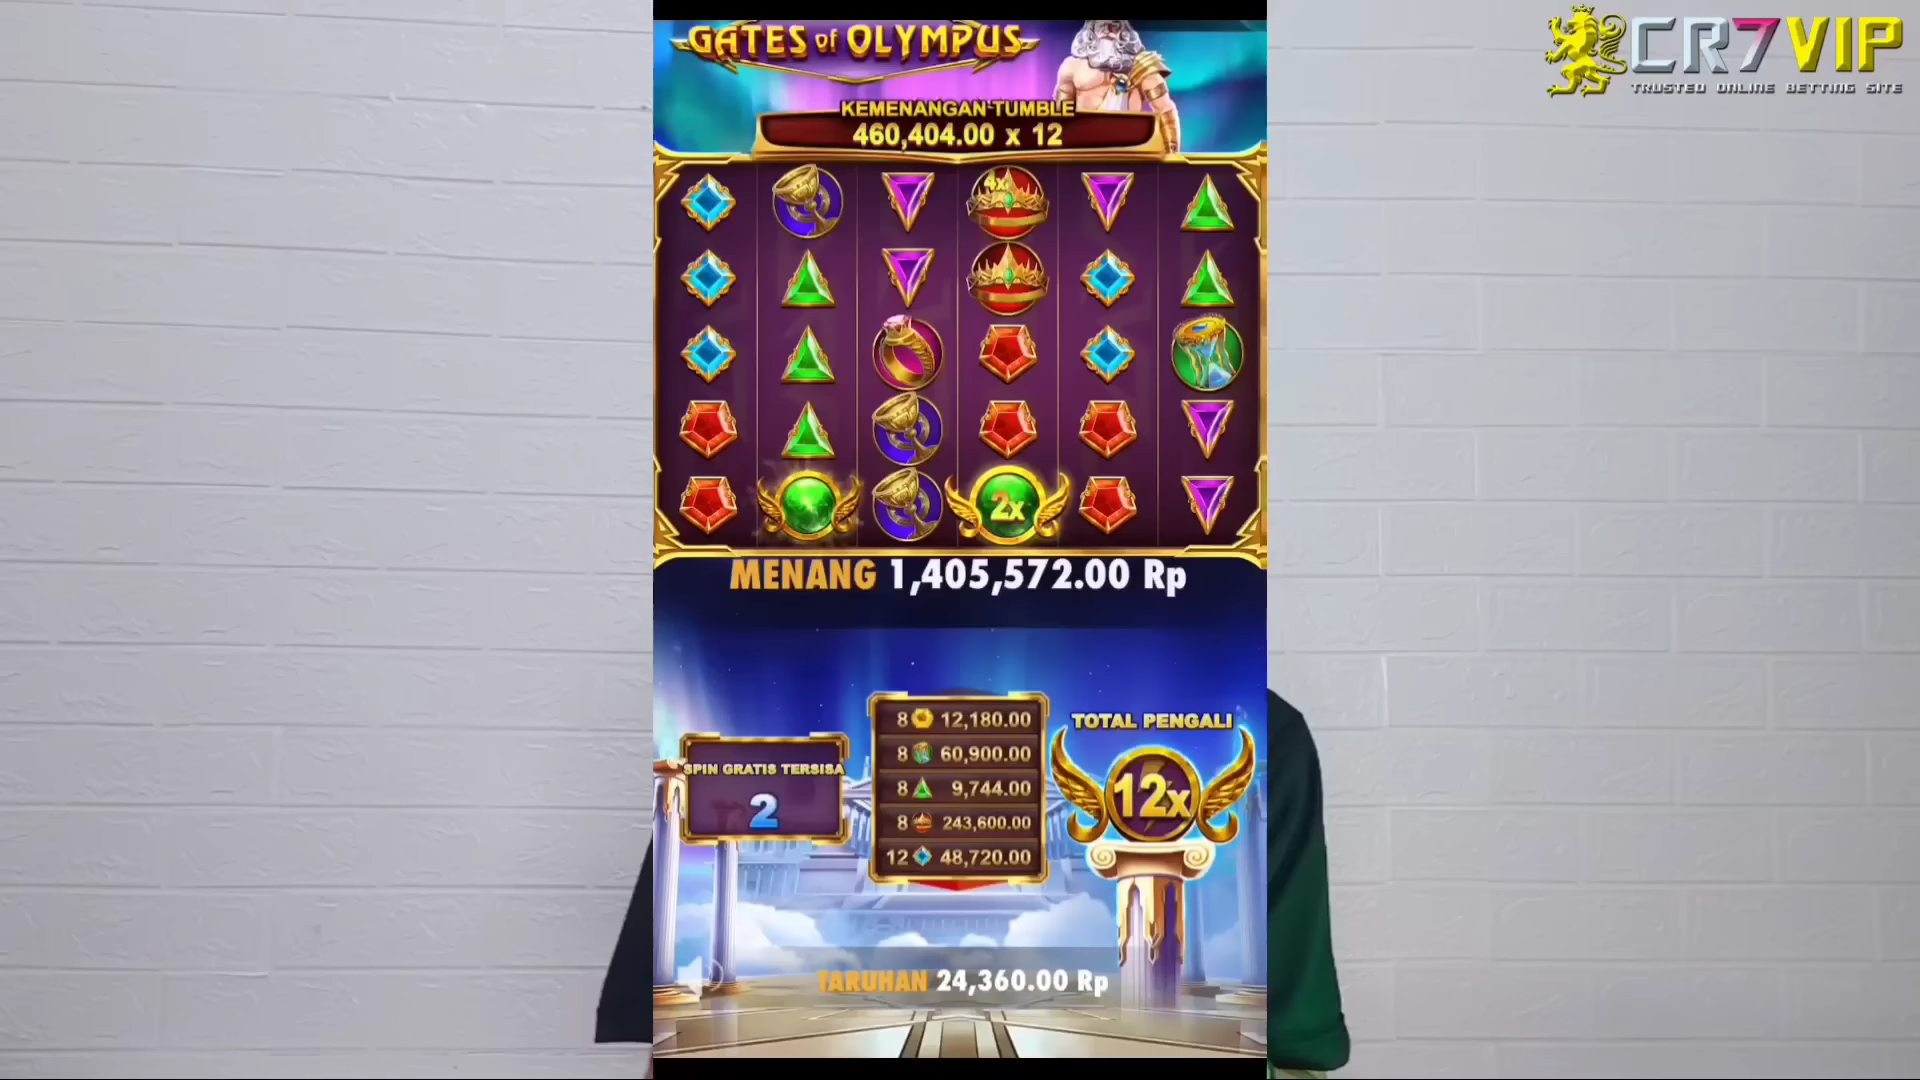 GATES of OLYMPUS
CR7VIP
TRUSTED ONLINE BETTING SITE
KEMENANGAN TUMBLE
460,404.00 x 12
4x
2x
MENANG 1,405,572.00 Rp
8 12,180.00
8 60,900.00
8 9,744.00
8 243,600.00
12 48,720.00
SPIN GRATIS TERSISA
2
TOTAL PENGALI
12x
TARUHAN 24,360.00 Rp